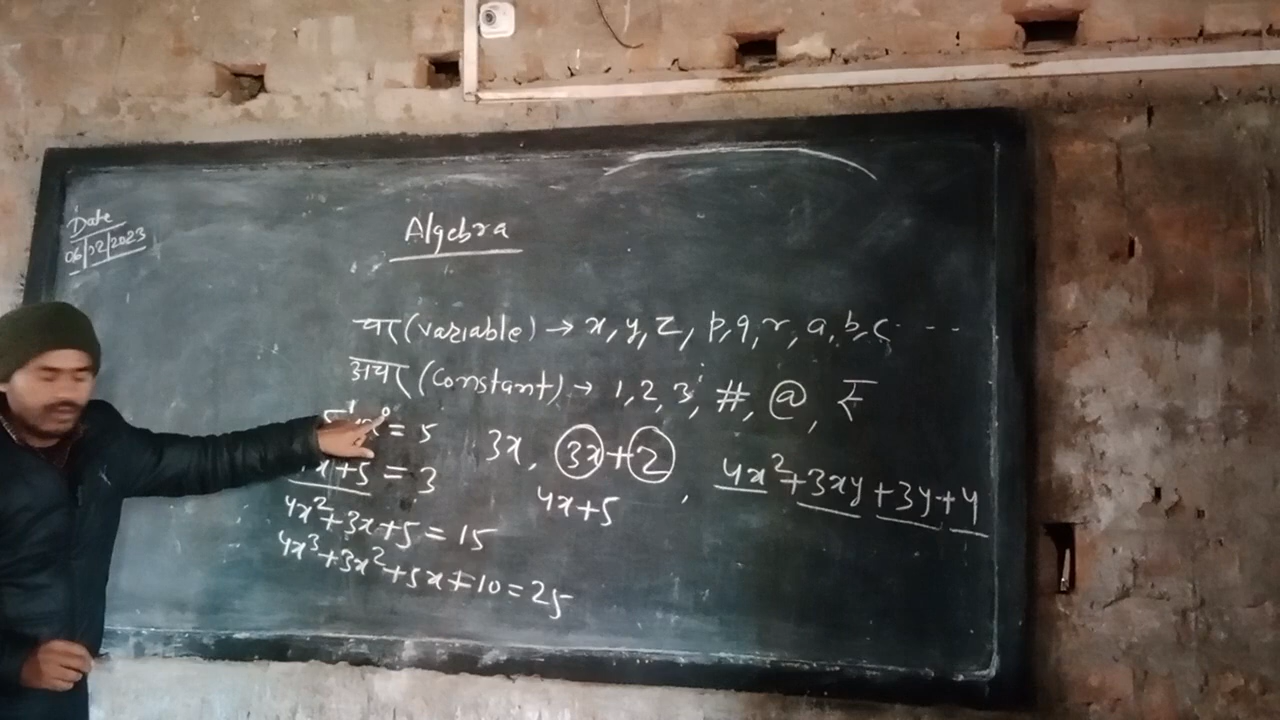 Date
06/12/2023
Algebra
चर (variable) → x, y, z, p, q, r, a, b, c - - -
अचर (Constant) → 1, 2, 3, #, @, ₹
= 5
3x, 3x+2, 4x²+3xy+3y+4
x+5 = 3
4x+5
4x²+3x+5 = 15
4x³+3x²+5x+10 = 25